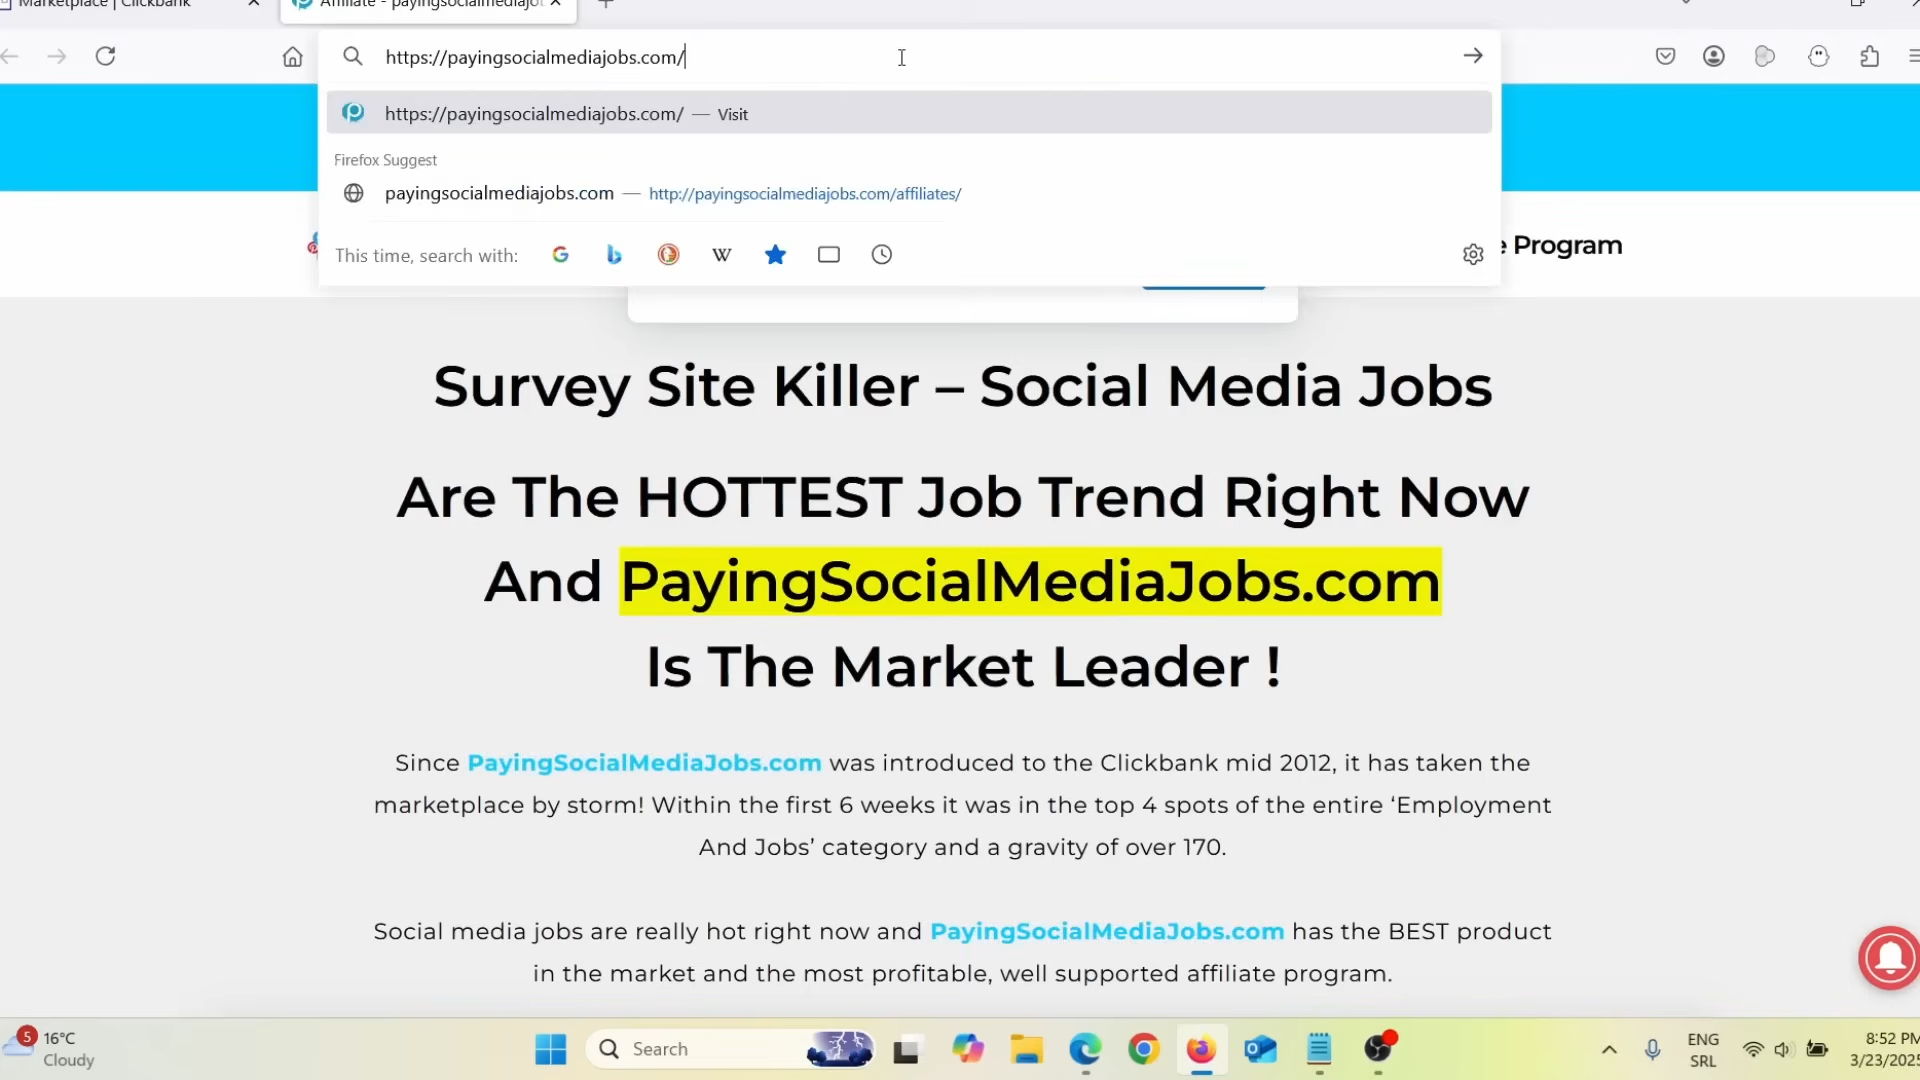 Marketplace | Clickbank
Affiliate - payingsocialmediajob
https://payingsocialmediajobs.com/
https://payingsocialmediajobs.com/ — Visit
Firefox Suggest
payingsocialmediajobs.com — http://payingsocialmediajobs.com/affiliates/
This time, search with:
Program
Survey Site Killer – Social Media Jobs
Are The HOTTEST Job Trend Right Now
And PayingSocialMediaJobs.com
Is The Market Leader !
Since PayingSocialMediaJobs.com was introduced to the Clickbank mid 2012, it has taken the
marketplace by storm! Within the first 6 weeks it was in the top 4 spots of the entire ‘Employment
And Jobs’ category and a gravity of over 170.
Social media jobs are really hot right now and PayingSocialMediaJobs.com has the BEST product
in the market and the most profitable, well supported affiliate program.
5
16°C
Cloudy
Search
ENG
SRL
8:52 PM
3/23/2025